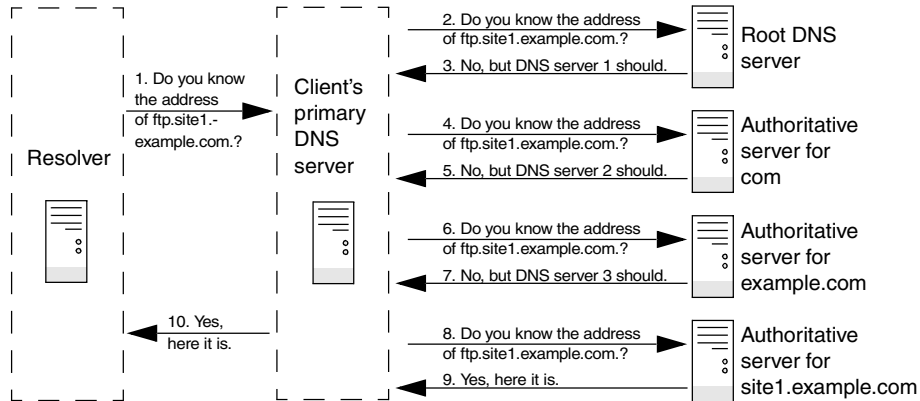 Resolver
1. Do you know
the address
of ftp.site1.-
example.com.?
10. Yes,
here it is.
Client's
primary
DNS
server
2. Do you know the address
of ftp.site1.example.com.?
3. No, but DNS server 1 should.
Root DNS
server
4. Do you know the address
of ftp.site1.example.com.?
5. No, but DNS server 2 should.
Authoritative
server for
com
6. Do you know the address
of ftp.site1.example.com.?
7. No, but DNS server 3 should.
Authoritative
server for
example.com
8. Do you know the address
of ftp.site1.example.com.?
9. Yes, here it is.
Authoritative
server for
site1.example.com